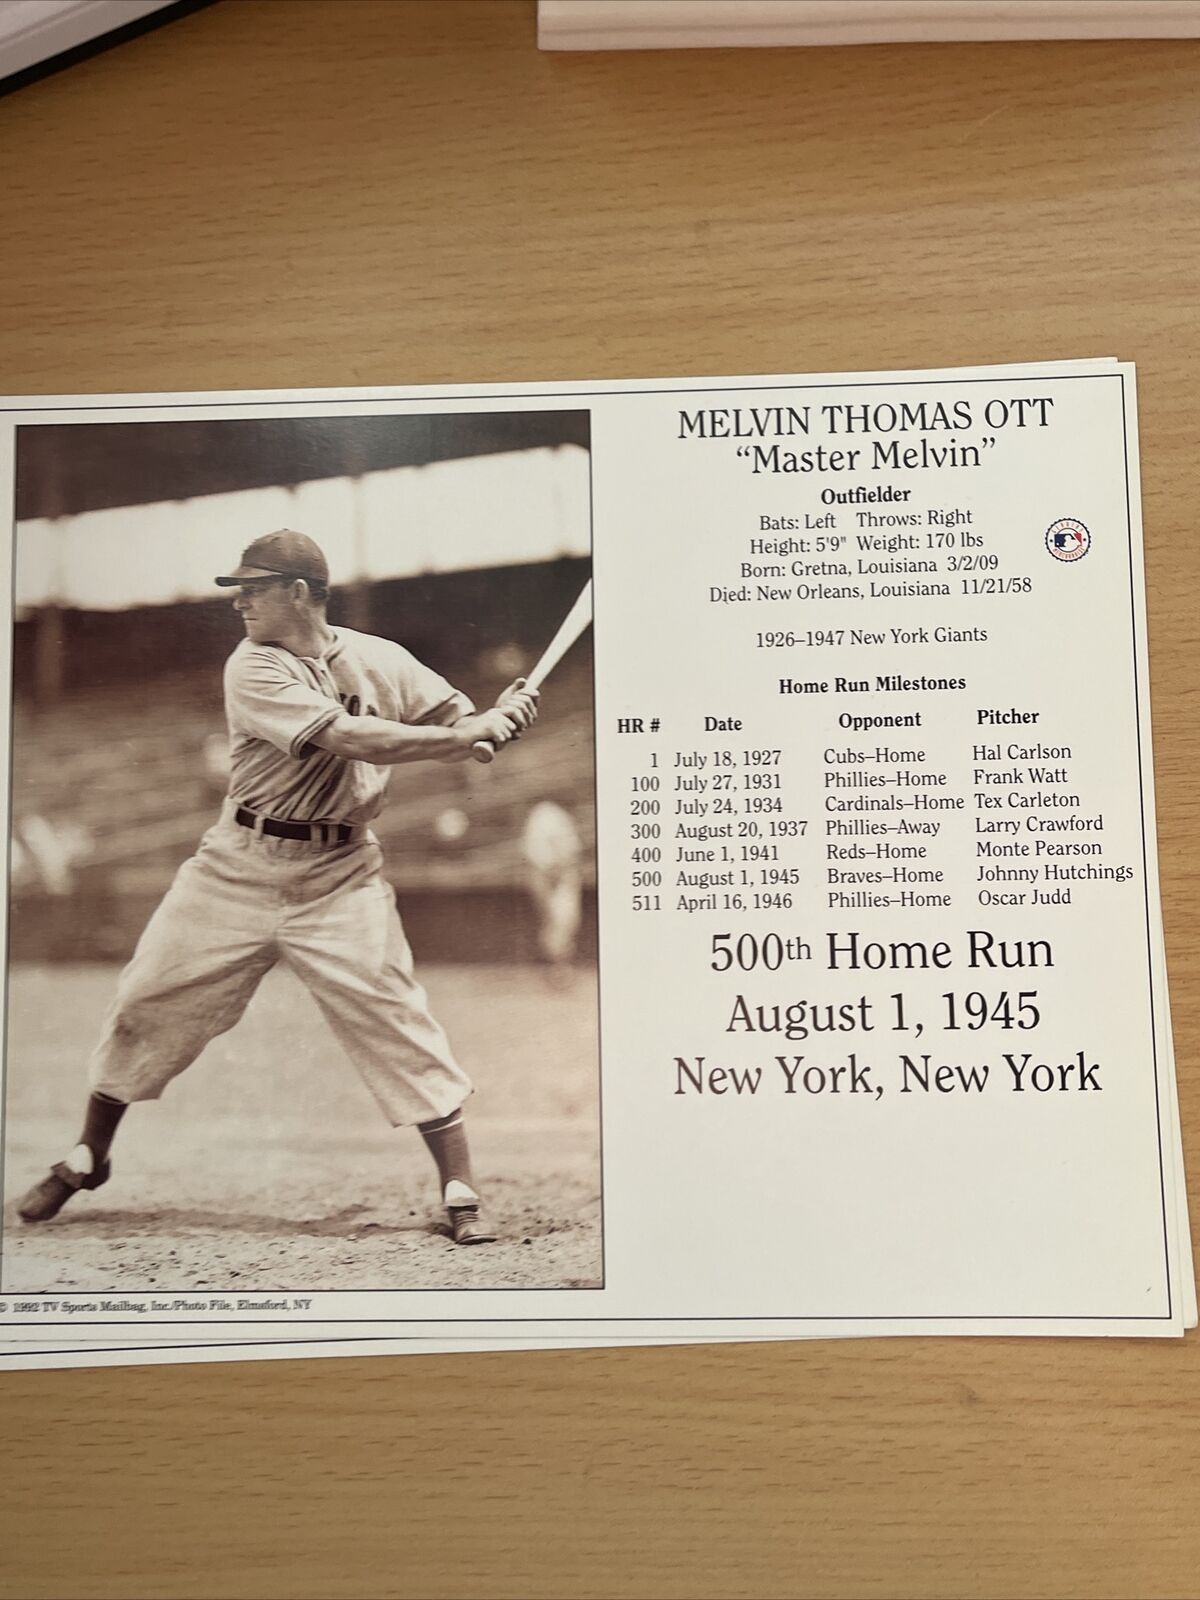 MELVIN THOMAS OTT
“Master Melvin”
Outfielder
Bats: Left Throws: Right
Height: 5'9" Weight: 170 lbs
Born: Gretna, Louisiana 3/2/09
Died: New Orleans, Louisiana 11/21/58
1926–1947 New York Giants
Home Run Milestones
HR # Date Opponent Pitcher
1 July 18, 1927 Cubs–Home Hal Carlson
100 July 27, 1931 Phillies–Home Frank Watt
200 July 24, 1934 Cardinals–Home Tex Carleton
300 August 20, 1937 Phillies–Away Larry Crawford
400 June 1, 1941 Reds–Home Monte Pearson
500 August 1, 1945 Braves–Home Johnny Hutchings
511 April 16, 1946 Phillies–Home Oscar Judd
500th Home Run
August 1, 1945
New York, New York
© 1992 TV Sports Mailbag, Inc./Photo File, Elmsford, NY